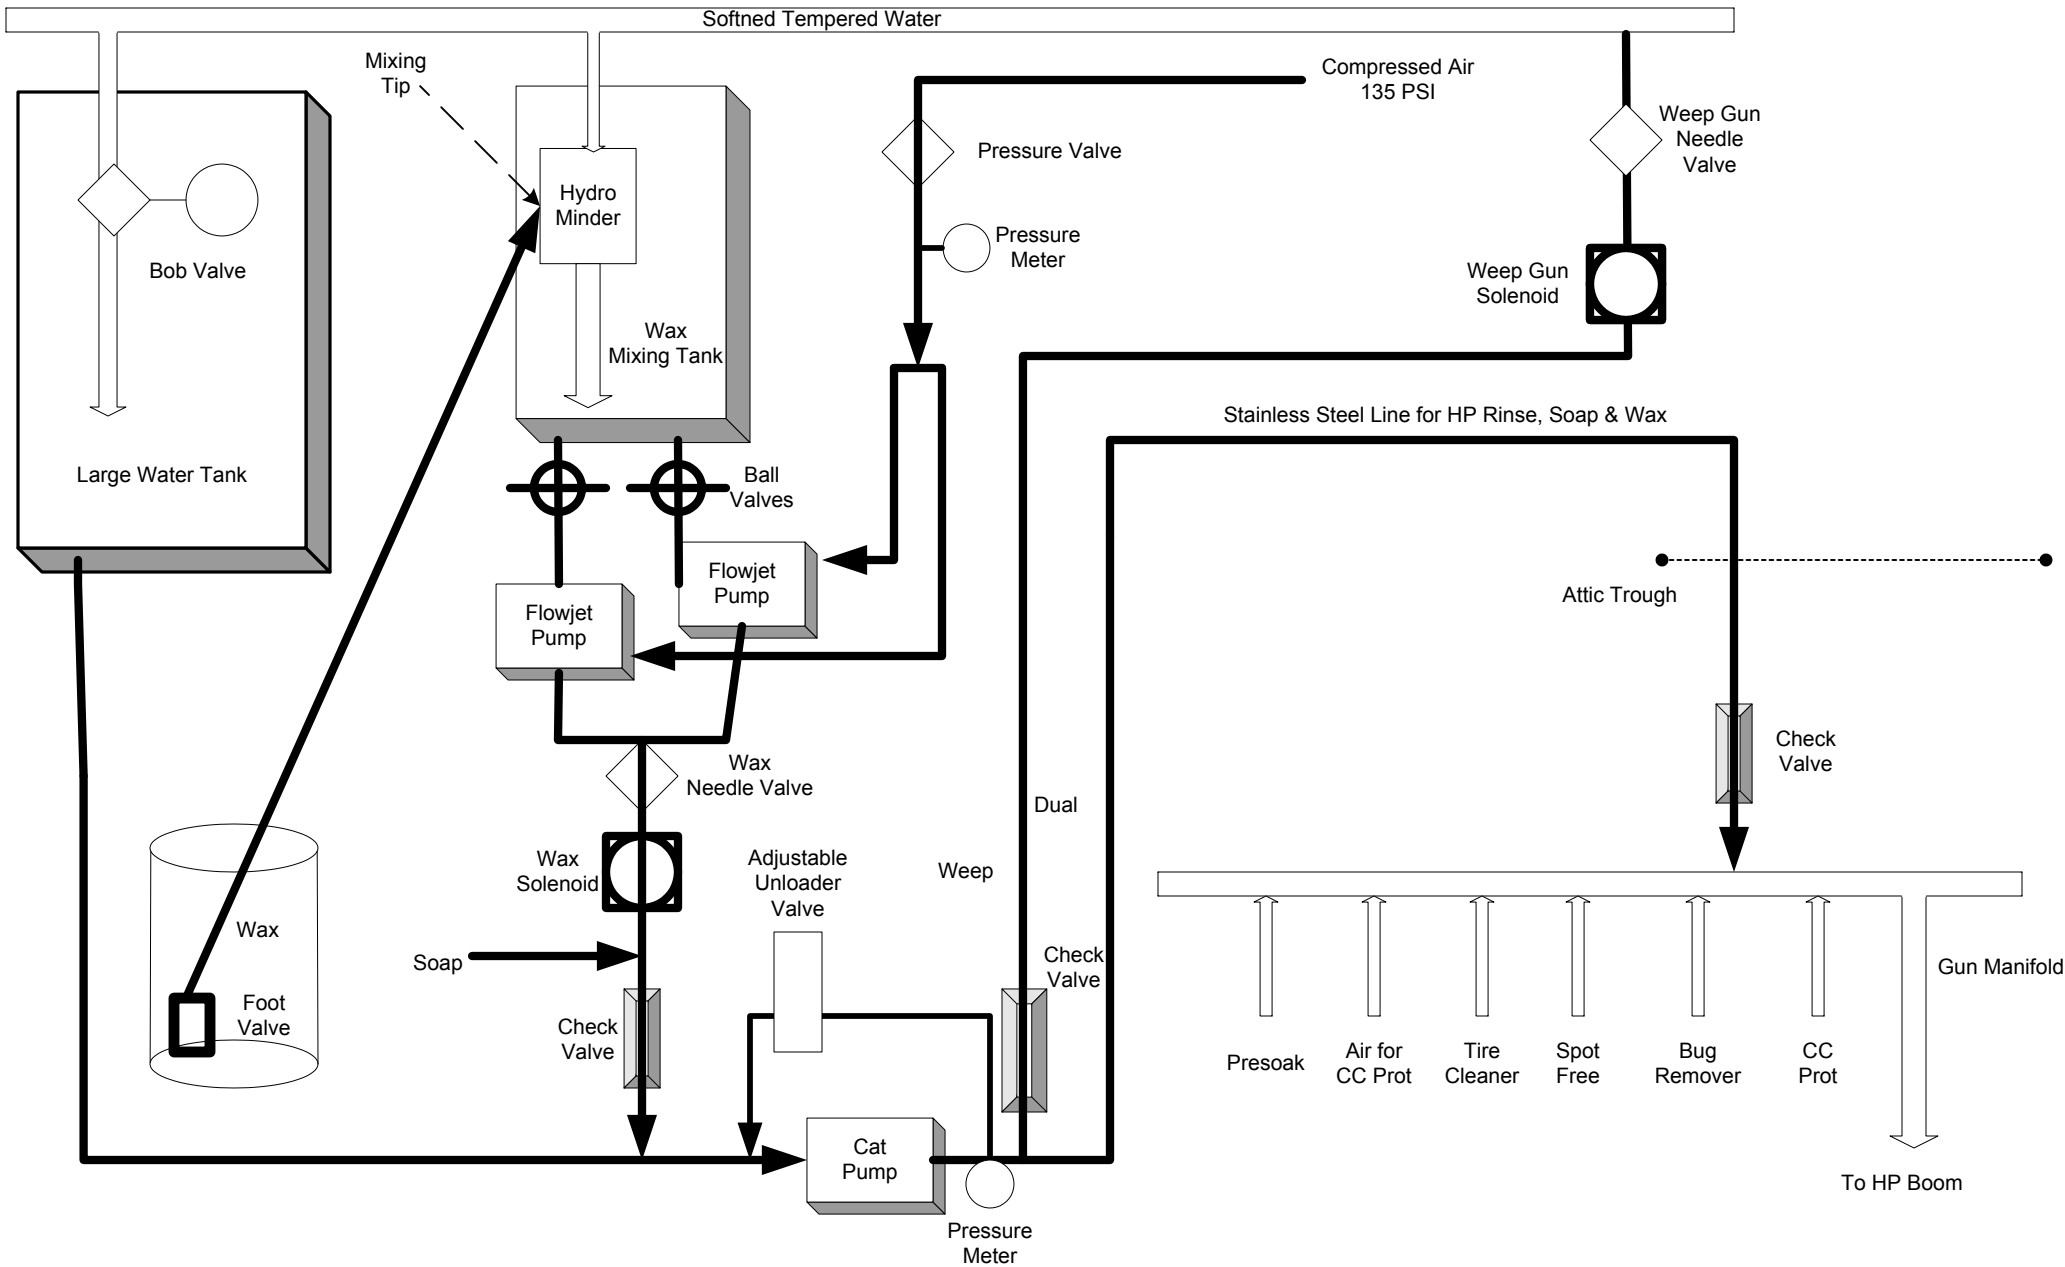 Softned Tempered Water
Mixing
Tip
Compressed Air
135 PSI
Weep Gun
Needle
Valve
Pressure Valve
Hydro
Minder
Pressure
Meter
Bob Valve
Weep Gun
Solenoid
Wax
Mixing Tank
Stainless Steel Line for HP Rinse, Soap & Wax
Large Water Tank
Ball
Valves
Flowjet
Pump
Flowjet
Pump
Attic Trough
Check
Valve
Wax
Needle Valve
Dual
Wax
Solenoid
Adjustable
Unloader
Valve
Weep
Wax
Soap
Check
Valve
Gun Manifold
Foot
Valve
Check
Valve
Presoak
Air for
CC Prot
Tire
Cleaner
Spot
Free
Bug
Remover
CC
Prot
Cat
Pump
To HP Boom
Pressure
Meter